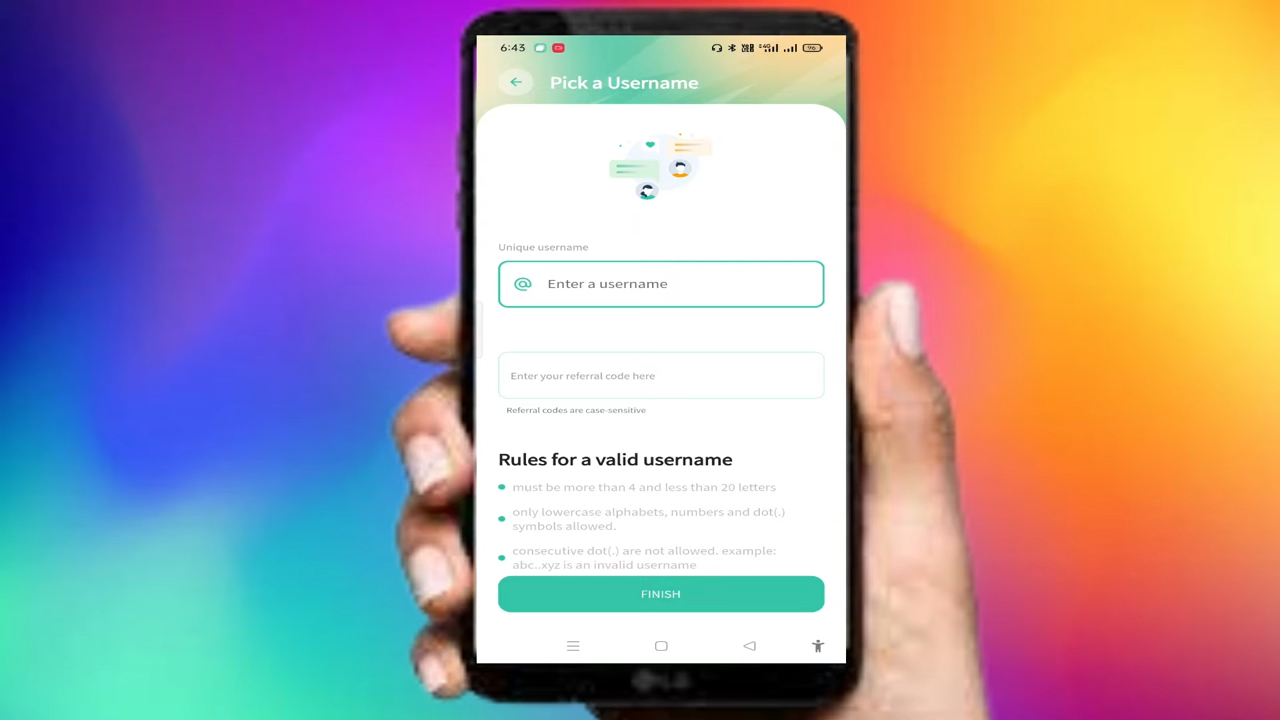 6:43
96
Pick a Username
Unique username
Enter a username
Enter your referral code here
Referral codes are case-sensitive
Rules for a valid username
must be more than 4 and less than 20 letters
only lowercase alphabets, numbers and dot(.)
symbols allowed.
consecutive dot(.) are not allowed. example:
abc..xyz is an invalid username
FINISH
LG